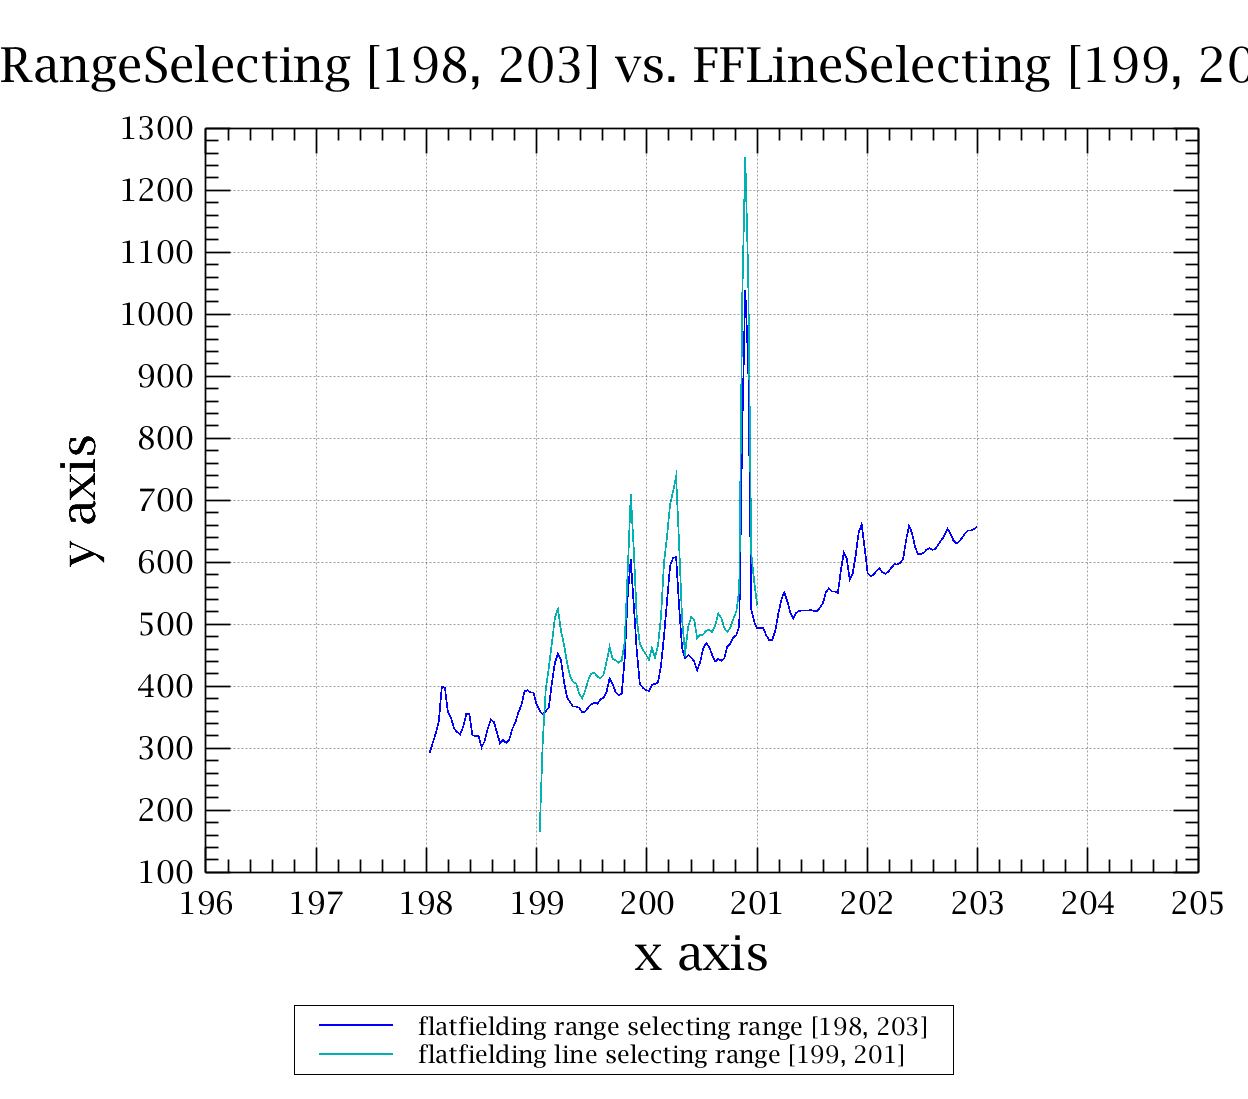 RangeSelecting [198, 203] vs. FFLineSelecting [199, 20
1300
1200
1100
1000
900
800
700
600
500
400
300
200
100
y axis
196 197 198 199 200 201 202 203 204 205
x axis
flatfielding range selecting range [198, 203]
flatfielding line selecting range [199, 201]